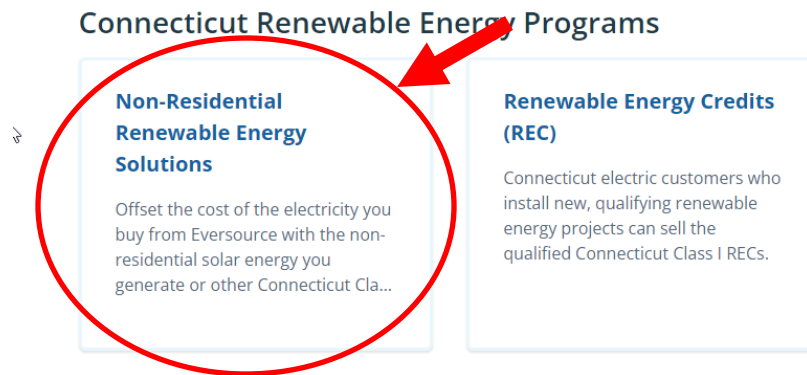 Connecticut Renewable Energy Programs
Non-Residential
Renewable Energy
Solutions
Offset the cost of the electricity you
buy from Eversource with the non-
residential solar energy you
generate or other Connecticut Cla...
Renewable Energy Credits
(REC)
Connecticut electric customers who
install new, qualifying renewable
energy projects can sell the
qualified Connecticut Class I RECs.